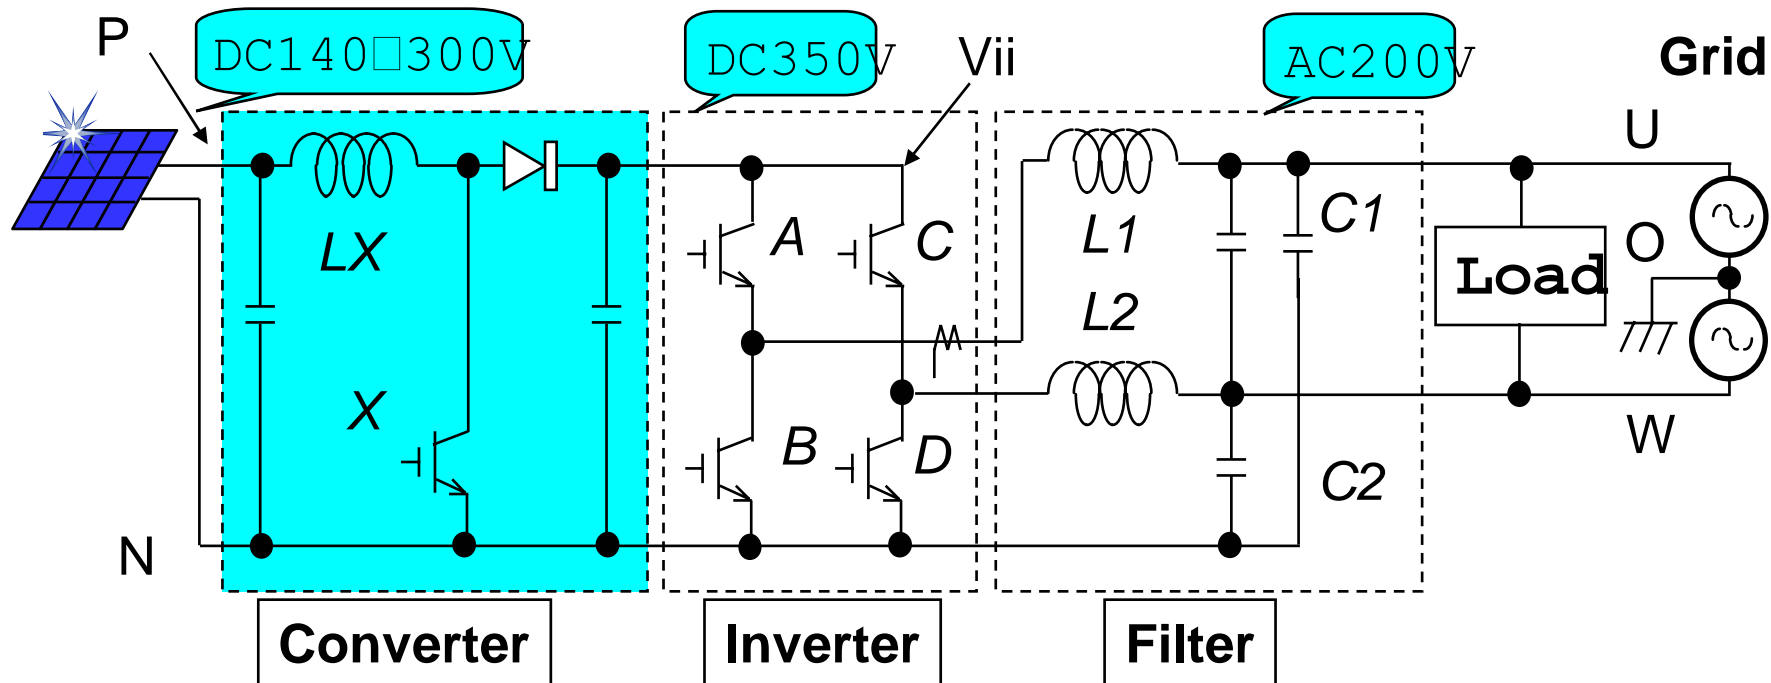 P
DC140□300V
DC350V
Vii
AC200V
Grid
U
LX
A
C
L1
C1
O
Load
L2
X
B
D
C2
W
N
Converter
Inverter
Filter